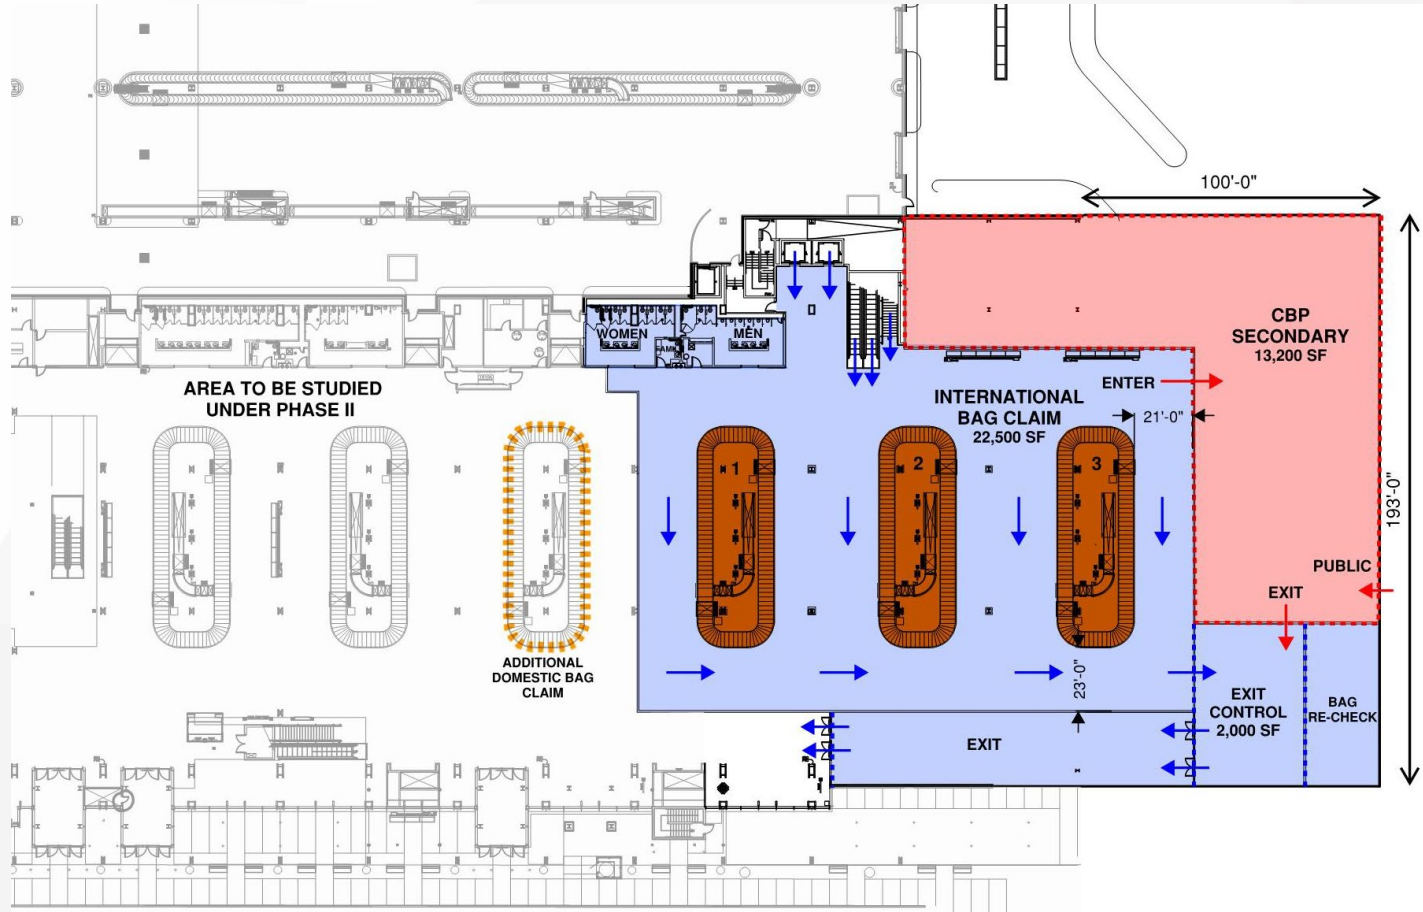 100'-0"
WOMEN
MEN
FAMILY
CBP
SECONDARY
13,200 SF
AREA TO BE STUDIED
UNDER PHASE II
ENTER
INTERNATIONAL
BAG CLAIM
22,500 SF
21'-0"
1
2
3
193'-0"
PUBLIC
EXIT
ADDITIONAL
DOMESTIC BAG
CLAIM
23'-0"
EXIT
CONTROL
2,000 SF
BAG
RE-CHECK
EXIT